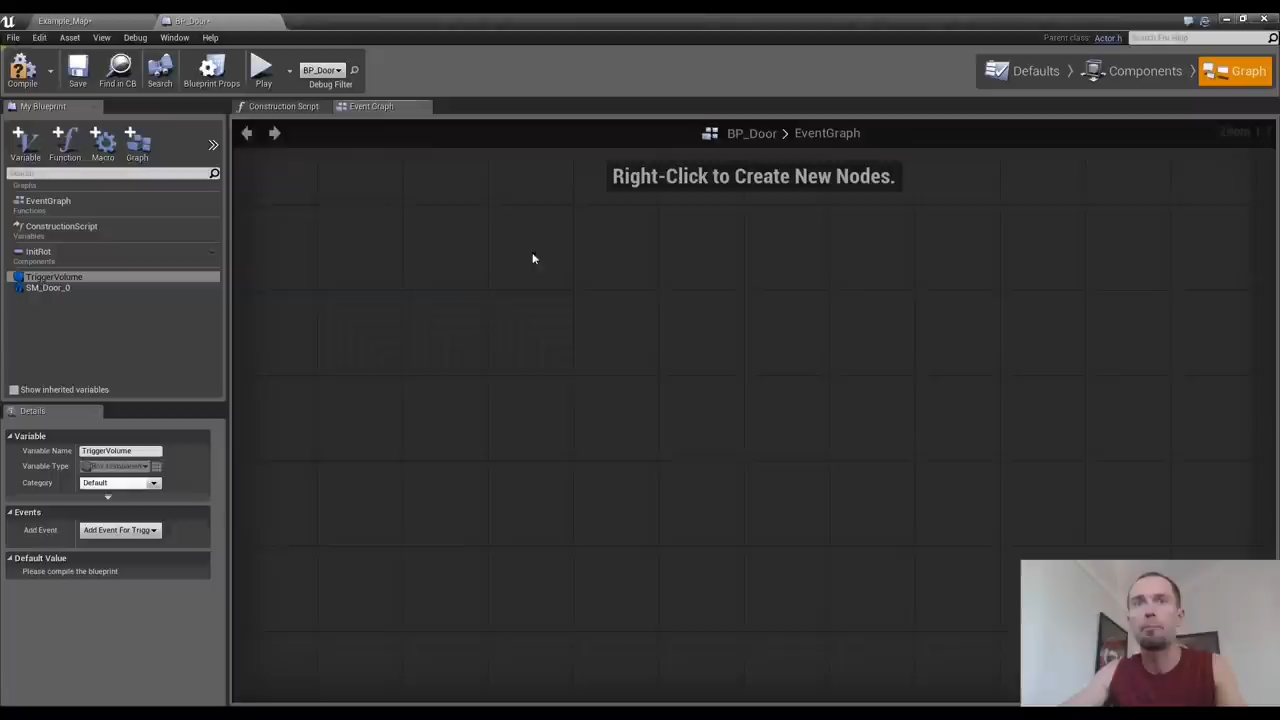 Example_Map*
BP_Door*
File Edit Asset View Debug Window Help
Parent class: Actor.h
Compile Save Find in CB Search Blueprint Props Play
BP_Door
Debug Filter
Defaults Components Graph
My Blueprint
Construction Script Event Graph
Variable Function Macro Graph
BP_Door > EventGraph
Right-Click to Create New Nodes.
Graphs
EventGraph
Functions
ConstructionScript
Variables
InitRot
Components
TriggerVolume
SM_Door_0
Show inherited variables
Details
Variable
Variable Name TriggerVolume
Variable Type
Category Default
Events
Add Event Add Event For Trigg
Default Value
Please compile the blueprint